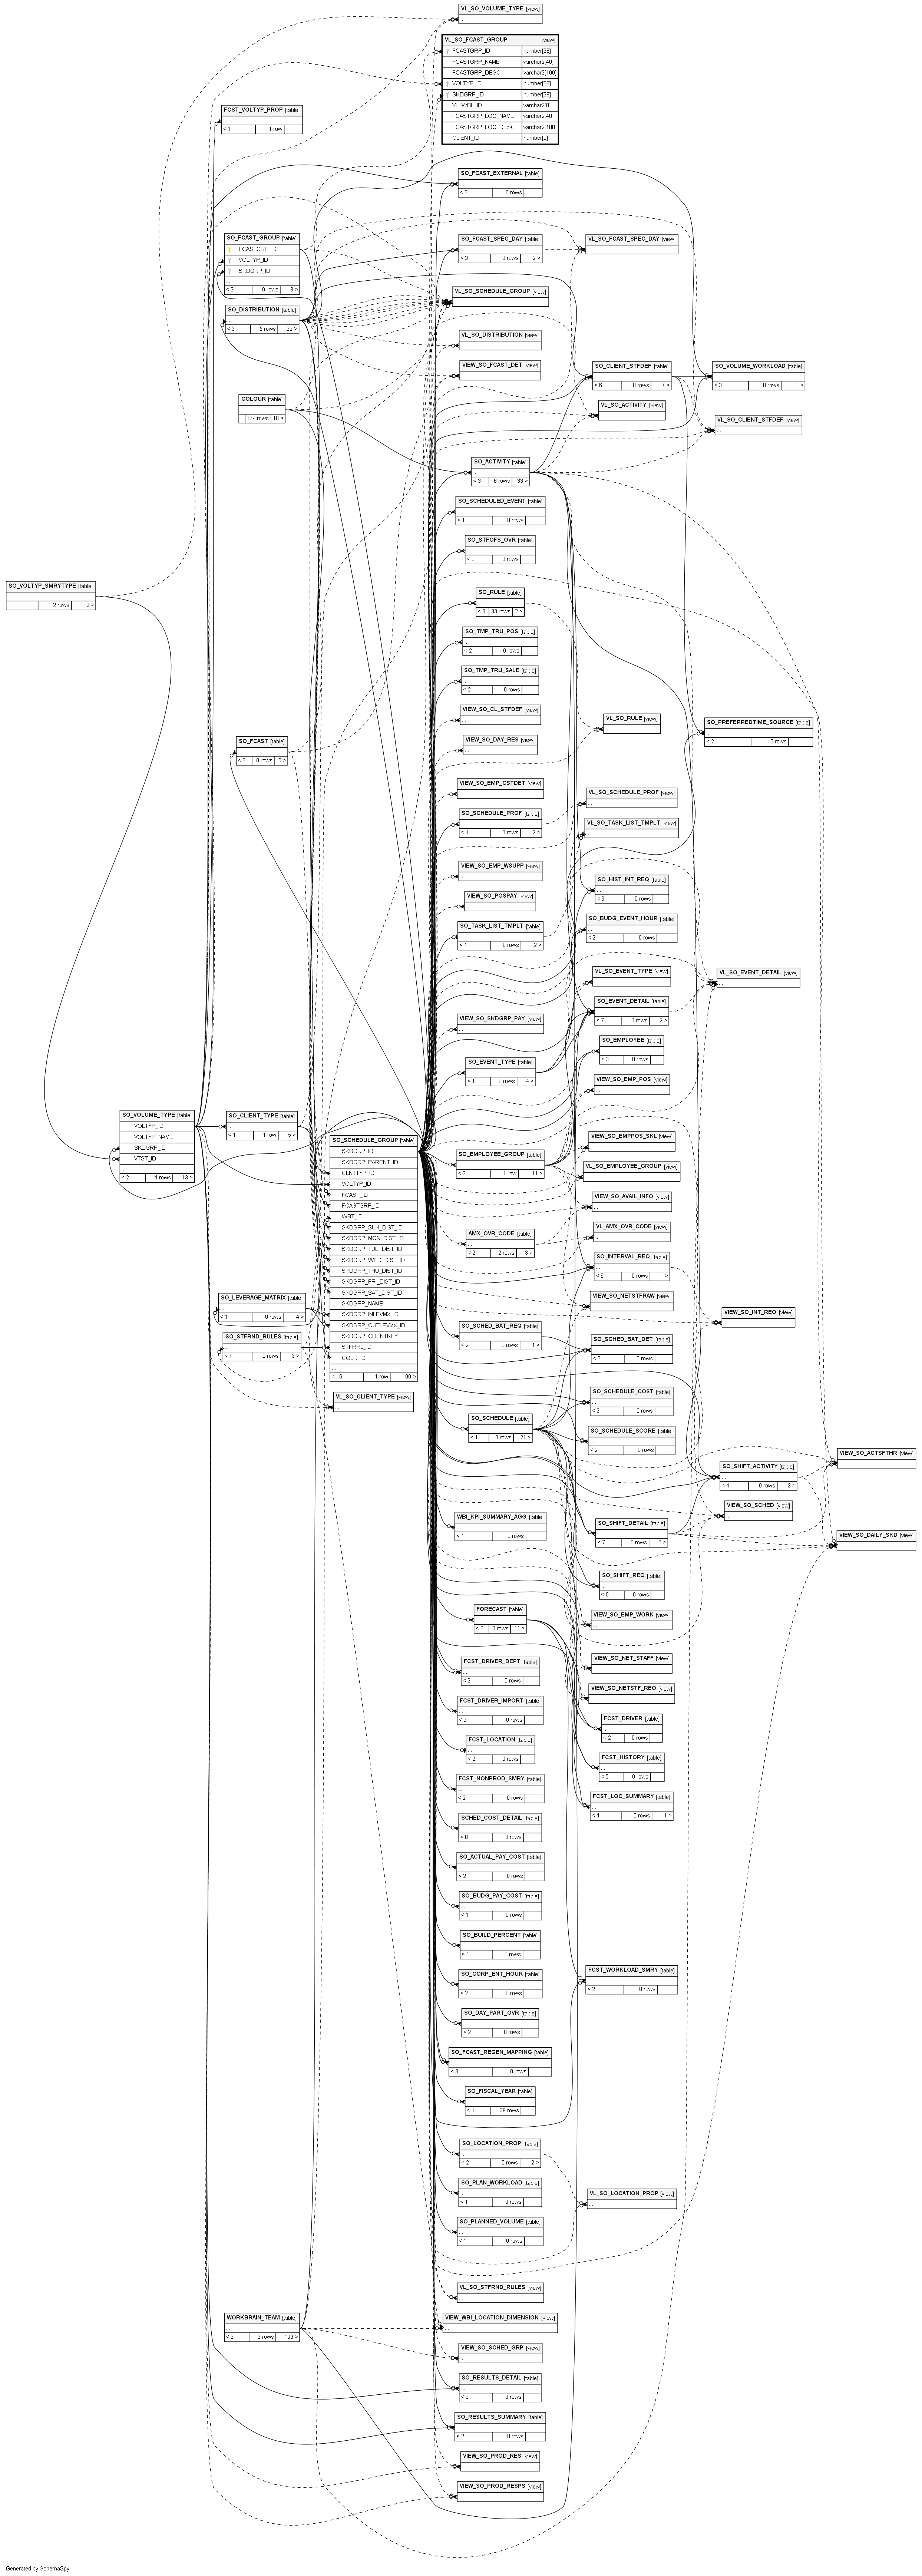 VL_SO_VOLUME_TYPE [view]
...
VL_SO_FCAST_GROUP [view]
FCASTGRP_ID number[38]
FCASTGRP_NAME varchar2[40]
FCASTGRP_DESC varchar2[100]
VOLTYP_ID number[38]
SKDGRP_ID number[38]
VL_WBL_ID varchar2[0]
FCASTGRP_LOC_NAME varchar2[40]
FCASTGRP_LOC_DESC varchar2[100]
CLIENT_ID number[0]
FCST_VOLTYP_PROP [table]
< 1 1 row
SO_FCAST_EXTERNAL [table]
< 3 0 rows
SO_FCAST_GROUP [table]
FCASTGRP_ID
VOLTYP_ID
SKDGRP_ID
< 2 0 rows 3 >
SO_FCAST_SPEC_DAY [table]
< 3 0 rows 2 >
VL_SO_FCAST_SPEC_DAY [view]
VL_SO_SCHEDULE_GROUP [view]
SO_DISTRIBUTION [table]
< 3 5 rows 32 >
VL_SO_DISTRIBUTION [view]
VIEW_SO_FCAST_DET [view]
SO_CLIENT_STFDEF [table]
< 6 0 rows 7 >
SO_VOLUME_WORKLOAD [table]
< 3 0 rows 3 >
COLOUR [table]
179 rows 18 >
VL_SO_ACTIVITY [view]
VL_SO_CLIENT_STFDEF [view]
SO_ACTIVITY [table]
< 3 6 rows 33 >
SO_SCHEDULED_EVENT [table]
< 1 0 rows
SO_STFOFS_OVR [table]
< 3 0 rows
SO_VOLTYP_SMRYTYPE [table]
2 rows 2 >
SO_RULE [table]
< 3 33 rows 2 >
SO_TMP_TRU_POS [table]
< 2 0 rows
SO_TMP_TRU_SALE [table]
< 2 0 rows
VIEW_SO_CL_STFDEF [view]
VL_SO_RULE [view]
SO_PREFERREDTIME_SOURCE [table]
< 2 0 rows
SO_FCAST [table]
< 3 0 rows 5 >
VIEW_SO_DAY_RES [view]
VIEW_SO_EMP_CSTDET [view]
VL_SO_SCHEDULE_PROF [view]
SO_SCHEDULE_PROF [table]
< 1 0 rows 2 >
VL_SO_TASK_LIST_TMPLT [view]
VIEW_SO_EMP_WSUPP [view]
SO_HIST_INT_REQ [table]
< 6 0 rows
VIEW_SO_POSPAY [view]
SO_TASK_LIST_TMPLT [table]
< 1 0 rows 2 >
SO_BUDG_EVENT_HOUR [table]
< 2 0 rows
VL_SO_EVENT_TYPE [view]
VL_SO_EVENT_DETAIL [view]
SO_EVENT_DETAIL [table]
< 7 0 rows 2 >
VIEW_SO_SKDGRP_PAY [view]
SO_EMPLOYEE [table]
< 3 0 rows
SO_EVENT_TYPE [table]
< 1 0 rows 4 >
VIEW_SO_EMP_POS [view]
SO_VOLUME_TYPE [table]
VOLTYP_ID
VOLTYP_NAME
SKDGRP_ID
VTST_ID
< 2 4 rows 13 >
SO_CLIENT_TYPE [table]
< 1 1 row 5 >
SO_SCHEDULE_GROUP [table]
SKDGRP_ID
SKDGRP_PARENT_ID
CLNTTYP_ID
VOLTYP_ID
FCAST_ID
FCASTGRP_ID
WBT_ID
SKDGRP_SUN_DIST_ID
SKDGRP_MON_DIST_ID
SKDGRP_TUE_DIST_ID
SKDGRP_WED_DIST_ID
SKDGRP_THU_DIST_ID
SKDGRP_FRI_DIST_ID
SKDGRP_SAT_DIST_ID
SKDGRP_NAME
SKDGRP_INLEVMX_ID
SKDGRP_OUTLEVMX_ID
SKDGRP_CLIENTKEY
STFRRL_ID
COLR_ID
< 16 1 row 100 >
VIEW_SO_EMPPOS_SKL [view]
SO_EMPLOYEE_GROUP [table]
< 2 1 row 11 >
VL_SO_EMPLOYEE_GROUP [view]
VIEW_SO_AVAIL_INFO [view]
VL_AMX_OVR_CODE [view]
AMX_OVR_CODE [table]
< 2 2 rows 3 >
SO_INTERVAL_REQ [table]
< 6 0 rows 1 >
VIEW_SO_NETSTFRAW [view]
VIEW_SO_INT_REQ [view]
SO_LEVERAGE_MATRIX [table]
< 1 0 rows 4 >
SO_STFRND_RULES [table]
< 1 0 rows 3 >
SO_SCHED_BAT_REQ [table]
< 2 0 rows 1 >
SO_SCHED_BAT_DET [table]
< 3 0 rows
VL_SO_CLIENT_TYPE [view]
SO_SCHEDULE_COST [table]
< 2 0 rows
SO_SCHEDULE [table]
< 1 0 rows 21 >
SO_SCHEDULE_SCORE [table]
< 2 0 rows
VIEW_SO_ACTSFTHR [view]
SO_SHIFT_ACTIVITY [table]
< 4 0 rows 3 >
VIEW_SO_SCHED [view]
WBI_KPI_SUMMARY_AGG [table]
< 1 0 rows
SO_SHIFT_DETAIL [table]
< 7 0 rows 6 >
VIEW_SO_DAILY_SKD [view]
SO_SHIFT_REQ [table]
< 5 0 rows
FORECAST [table]
< 8 0 rows 11 >
VIEW_SO_EMP_WORK [view]
VIEW_SO_NET_STAFF [view]
FCST_DRIVER_DEPT [table]
< 2 0 rows
VIEW_SO_NETSTF_REQ [view]
FCST_DRIVER_IMPORT [table]
< 2 0 rows
FCST_DRIVER [table]
< 2 0 rows
FCST_LOCATION [table]
< 2 0 rows
FCST_HISTORY [table]
< 5 0 rows
FCST_NONPROD_SMRY [table]
< 2 0 rows
FCST_LOC_SUMMARY [table]
< 4 0 rows 1 >
SCHED_COST_DETAIL [table]
< 6 0 rows
SO_ACTUAL_PAY_COST [table]
< 2 0 rows
SO_BUDG_PAY_COST [table]
< 1 0 rows
SO_BUILD_PERCENT [table]
< 1 0 rows
SO_CORP_ENT_HOUR [table]
< 2 0 rows
FCST_WORKLOAD_SMRY [table]
< 2 0 rows
SO_DAY_PART_OVR [table]
< 2 0 rows
SO_FCAST_REGEN_MAPPING [table]
< 3 0 rows
SO_FISCAL_YEAR [table]
< 1 29 rows
SO_LOCATION_PROP [table]
< 2 0 rows 2 >
SO_PLAN_WORKLOAD [table]
< 1 0 rows
VL_SO_LOCATION_PROP [view]
SO_PLANNED_VOLUME [table]
< 1 0 rows
VL_SO_STFRND_RULES [view]
WORKBRAIN_TEAM [table]
< 3 3 rows 109 >
VIEW_WBI_LOCATION_DIMENSION [view]
VIEW_SO_SCHED_GRP [view]
SO_RESULTS_DETAIL [table]
< 3 0 rows
SO_RESULTS_SUMMARY [table]
< 2 0 rows
VIEW_SO_PROD_RES [view]
VIEW_SO_PROD_RESPS [view]
Generated by SchemaSpy